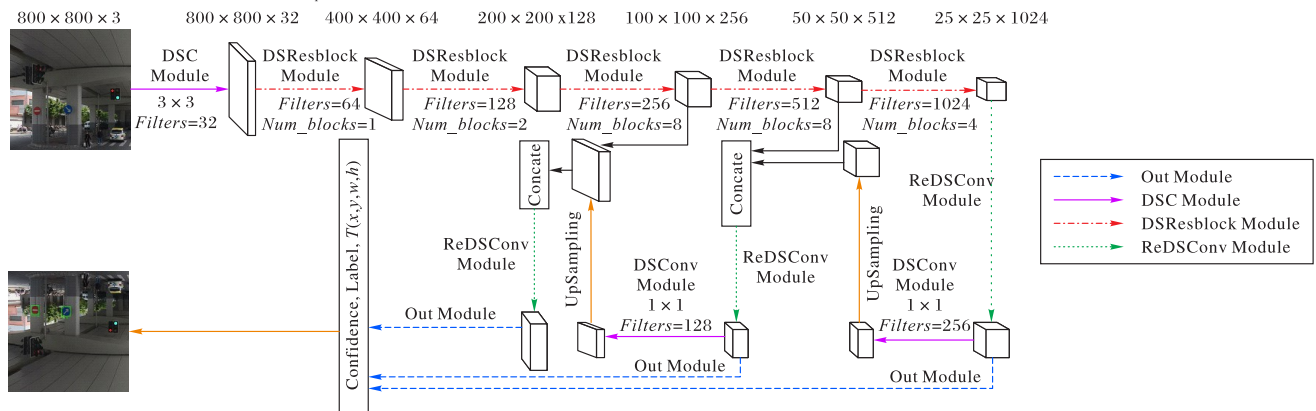 800 × 800 × 3
800 × 800 × 32
400 × 400 × 64
200 × 200 x128
100 × 100 × 256
50 × 50 × 512
25 × 25 × 1024
DSC
Module
3 × 3
Filters=32
DSResblock
Module
Filters=64
Num_blocks=1
DSResblock
Module
Filters=128
Num_blocks=2
DSResblock
Module
Filters=256
Num_blocks=8
DSResblock
Module
Filters=512
Num_blocks=8
DSResblock
Module
Filters=1024
Num_blocks=4
Confidence, Label, T(x,y,w,h)
Concate
Concate
ReDSConv
Module
Out Module
DSC Module
DSResblock Module
ReDSConv Module
ReDSConv
Module
UpSampling
DSConv
Module
1 × 1
Filters=128
ReDSConv
Module
UpSampling
DSConv
Module
1 × 1
Filters=256
Out Module
Out Module
Out Module